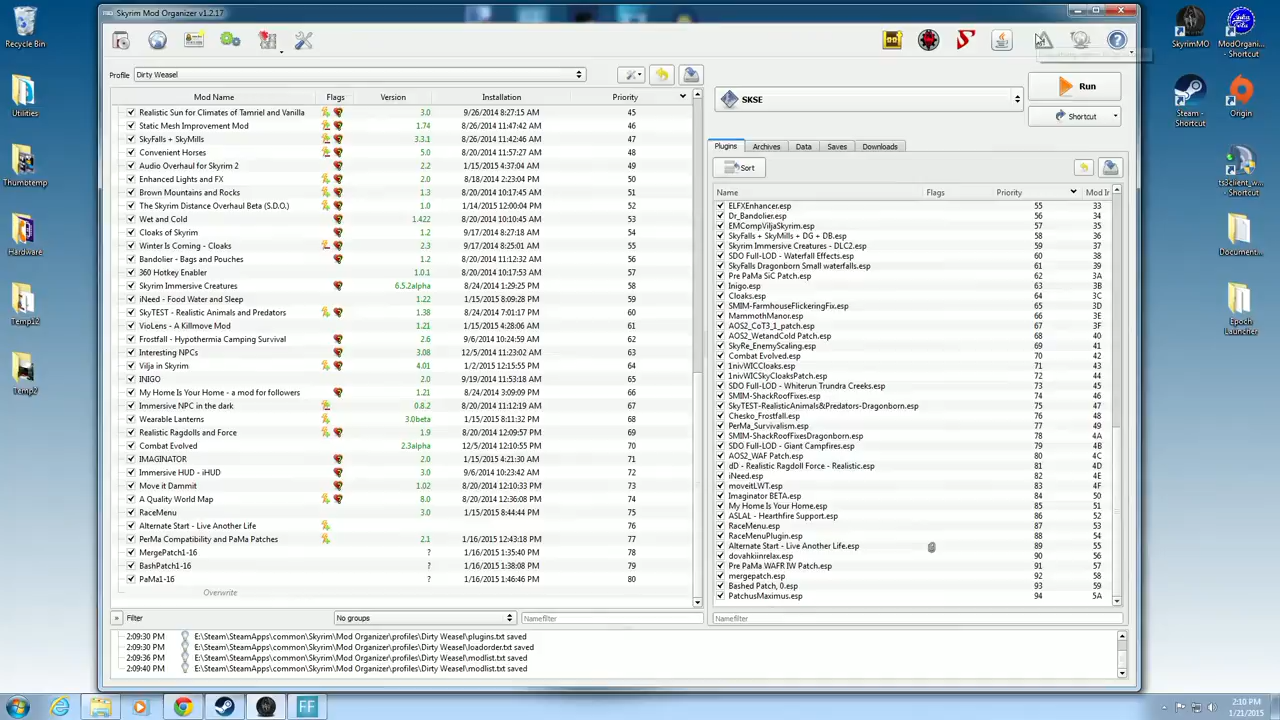 Skyrim Mod Organizer v1.2.17
Profile Dirty Weasel
Mod Name Flags Version Installation Priority
Realistic Sun for Climates of Tamriel and Vanilla 3.0 9/26/2014 8:27:15 AM 45
Static Mesh Improvement Mod 1.74 8/26/2014 11:47:42 AM 46
SkyFalls + SkyMills 3.3.1 8/26/2014 11:42:46 AM 47
Convenient Horses 5.0 8/26/2014 11:57:27 AM 48
Audio Overhaul for Skyrim 2 2.2 1/15/2015 4:37:04 AM 49
Enhanced Lights and FX 2.0 8/18/2014 2:23:04 PM 50
Brown Mountains and Rocks 1.3 8/20/2014 10:17:45 AM 51
The Skyrim Distance Overhaul Beta (S.D.O.) 1.0 1/14/2015 12:00:04 PM 52
Wet and Cold 1.422 8/20/2014 10:10:45 AM 53
Cloaks of Skyrim 1.2 9/17/2014 8:27:18 AM 54
Winter Is Coming - Cloaks 2.3 9/17/2014 8:25:01 AM 55
Bandolier - Bags and Pouches 1.2 8/20/2014 11:12:32 AM 56
360 Hotkey Enabler 1.0.1 8/20/2014 10:17:53 AM 57
Skyrim Immersive Creatures 6.5.2alpha 8/24/2014 1:29:25 PM 58
iNeed - Food Water and Sleep 1.22 1/15/2015 8:09:28 PM 59
SkyTEST - Realistic Animals and Predators 1.38 8/24/2014 7:01:17 PM 60
VioLens - A Killmove Mod 1.21 1/15/2015 4:28:06 AM 61
Frostfall - Hypothermia Camping Survival 2.6 9/6/2014 10:24:59 AM 62
Interesting NPCs 3.08 12/5/2014 11:23:02 AM 63
Vilja in Skyrim 4.01 1/2/2015 12:15:55 PM 64
INIGO 2.0 9/19/2014 11:53:18 AM 65
My Home Is Your Home - a mod for followers 1.21 8/24/2014 3:09:09 PM 66
Immersive NPC in the dark 0.8.2 8/20/2014 11:12:19 AM 67
Wearable Lanterns 3.0beta 1/15/2015 8:11:32 PM 68
Realistic Ragdolls and Force 1.9 8/20/2014 12:09:57 PM 69
Combat Evolved 2.3alpha 12/5/2014 12:10:55 PM 70
IMAGINATOR 2.0 1/15/2015 4:21:30 AM 71
Immersive HUD - iHUD 3.0 9/6/2014 10:23:42 AM 72
Move it Dammit 1.02 8/20/2014 12:10:33 PM 73
A Quality World Map 8.0 8/20/2014 12:36:08 PM 74
RaceMenu 3.0 1/15/2015 8:44:44 PM 75
Alternate Start - Live Another Life 76
PerMa Compatibility and PaMa Patches 2.1 1/16/2015 12:43:18 PM 77
MergePatch1-16 ? 1/16/2015 1:35:40 PM 78
BashPatch1-16 ? 1/16/2015 1:38:08 PM 79
PaMa1-16 ? 1/16/2015 1:46:46 PM 80
Overwrite
» Filter No groups Namefilter
SKSE
Run
Shortcut
Plugins Archives Data Saves Downloads
Sort
Name Flags Priority Mod Ir
ELFXEnhancer.esp 55 33
Dr_Bandolier.esp 56 34
EMCompViljaSkyrim.esp 57 35
SkyFalls + SkyMills + DG + DB.esp 58 36
Skyrim Immersive Creatures - DLC2.esp 59 37
SDO Full-LOD - Waterfall Effects.esp 60 38
SkyFalls Dragonborn Small waterfalls.esp 61 39
Pre PaMa SiC Patch.esp 62 3A
Inigo.esp 63 3B
Cloaks.esp 64 3C
SMIM-FarmhouseFlickeringFix.esp 65 3D
MammothManor.esp 66 3E
AOS2_CoT3_1_patch.esp 67 3F
AOS2_WetandCold Patch.esp 68 40
SkyRe_EnemyScaling.esp 69 41
Combat Evolved.esp 70 42
1nivWICCloaks.esp 71 43
1nivWICSkyCloaksPatch.esp 72 44
SDO Full-LOD - Whiterun Trundra Creeks.esp 73 45
SMIM-ShackRoofFixes.esp 74 46
SkyTEST-RealisticAnimals&Predators-Dragonborn.esp 75 47
Chesko_Frostfall.esp 76 48
PerMa_Survivalism.esp 77 49
SMIM-ShackRoofFixesDragonborn.esp 78 4A
SDO Full-LOD - Giant Campfires.esp 79 4B
AOS2_WAF Patch.esp 80 4C
dD - Realistic Ragdoll Force - Realistic.esp 81 4D
iNeed.esp 82 4E
moveitLWT.esp 83 4F
Imaginator BETA.esp 84 50
My Home Is Your Home.esp 85 51
ASLAL - Hearthfire Support.esp 86 52
RaceMenu.esp 87 53
RaceMenuPlugin.esp 88 54
Alternate Start - Live Another Life.esp 89 55
dovahkiinrelax.esp 90 56
Pre PaMa WAFR IW Patch.esp 91 57
mergepatch.esp 92 58
Bashed Patch, 0.esp 93 59
PatchusMaximus.esp 94 5A
Namefilter
2:09:30 PM E:\Steam\SteamApps\common\Skyrim\Mod Organizer\profiles\Dirty Weasel\plugins.txt saved
2:09:30 PM E:\Steam\SteamApps\common\Skyrim\Mod Organizer\profiles\Dirty Weasel\loadorder.txt saved
2:09:36 PM E:\Steam\SteamApps\common\Skyrim\Mod Organizer\profiles\Dirty Weasel\modlist.txt saved
2:09:40 PM E:\Steam\SteamApps\common\Skyrim\Mod Organizer\profiles\Dirty Weasel\modlist.txt saved
Recycle Bin
Utilities
Thumbtemp
Hardware
Temp12
Temp2
SkyrimMO
ModOrgani...
- Shortcut
Steam -
Shortcut
Origin
ts3client_w...
- Shortcut
Document...
Epoch
Launcher
FF
2:10 PM
1/21/2015